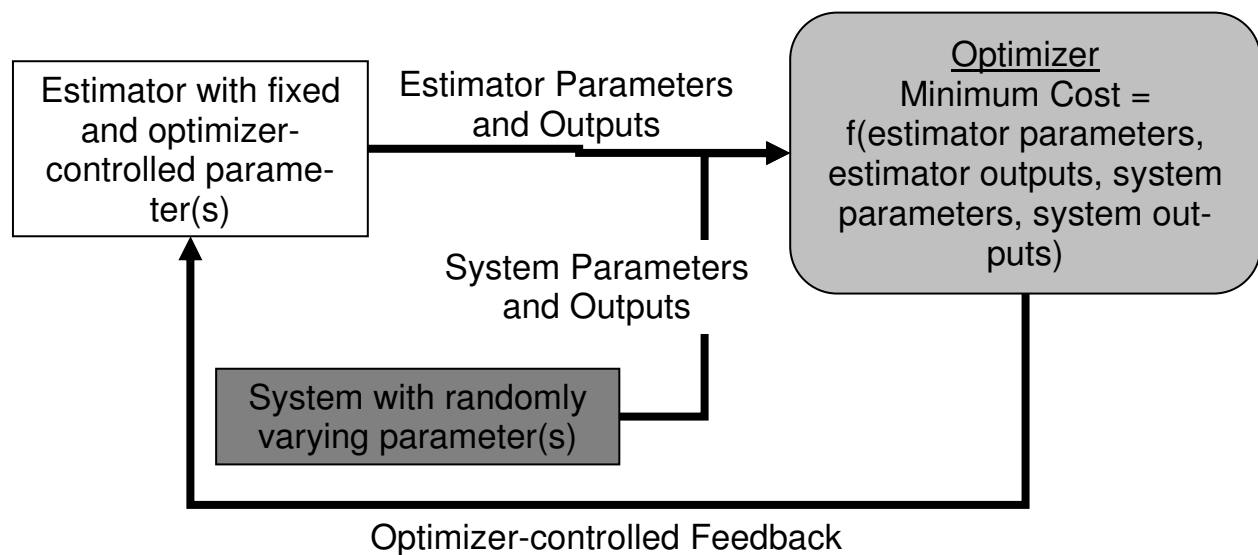 Estimator with fixed
and optimizer-
controlled parame-
ter(s)
Estimator Parameters
and Outputs
Optimizer
Minimum Cost =
f(estimator parameters,
estimator outputs, system
parameters, system out-
puts)
System Parameters
and Outputs
System with randomly
varying parameter(s)
Optimizer-controlled Feedback